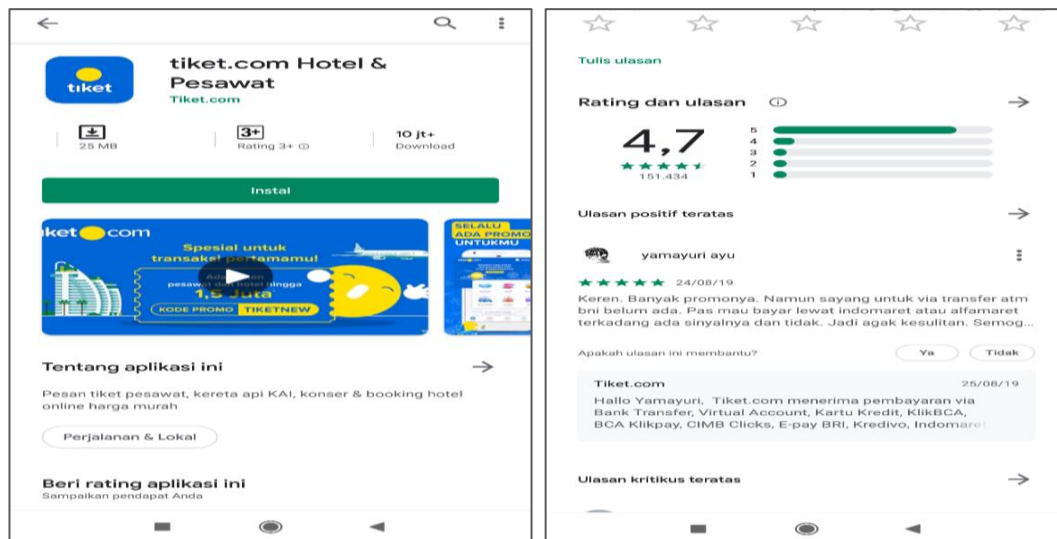 tiket
tiket.com Hotel &
Pesawat
Tiket.com
25 MB
3+
Rating 3+
10 jt+
Download
Instal
iket com
Spesial untuk
transaksi pertamamu!
pesawat dan hotel hingga
1,5 Juta
KODE PROMO TIKETNEW
SELALU
ADA PROMO
UNTUKMU
Tentang aplikasi ini
Pesan tiket pesawat, kereta api KAI, konser & booking hotel
online harga murah
Perjalanan & Lokal
Beri rating aplikasi ini
Sampaikan pendapat Anda
Tulis ulasan
Rating dan ulasan
4,7
151.434
5
4
3
2
1
Ulasan positif teratas
yamayuri ayu
24/08/19
Keren. Banyak promonya. Namun sayang untuk via transfer atm
bni belum ada. Pas mau bayar lewat indomaret atau alfamaret
terkadang ada sinyalnya dan tidak. Jadi agak kesulitan. Semog...
Apakah ulasan ini membantu?
Ya
Tidak
Tiket.com
25/08/19
Hallo Yamayuri, Tiket.com menerima pembayaran via
Bank Transfer, Virtual Account, Kartu Kredit, KlikBCA,
BCA Klikpay, CIMB Clicks, E-pay BRI, Kredivo, Indomaret
Ulasan kritikus teratas